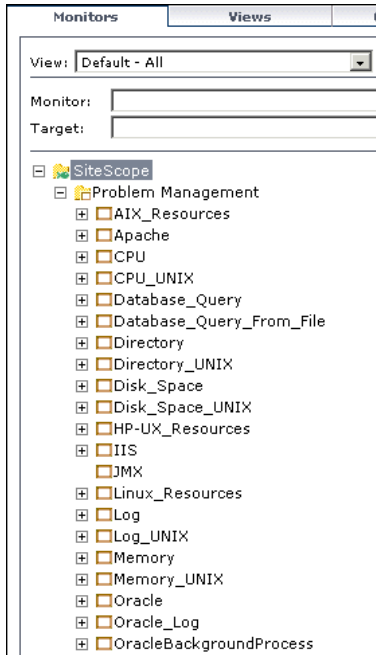 Monitors Views
View: Default - All
Monitor:
Target:
SiteScope
Problem Management
AIX_Resources
Apache
CPU
CPU_UNIX
Database_Query
Database_Query_From_File
Directory
Directory_UNIX
Disk_Space
Disk_Space_UNIX
HP-UX_Resources
IIS
JMX
Linux_Resources
Log
Log_UNIX
Memory
Memory_UNIX
Oracle
Oracle_Log
OracleBackgroundProcess